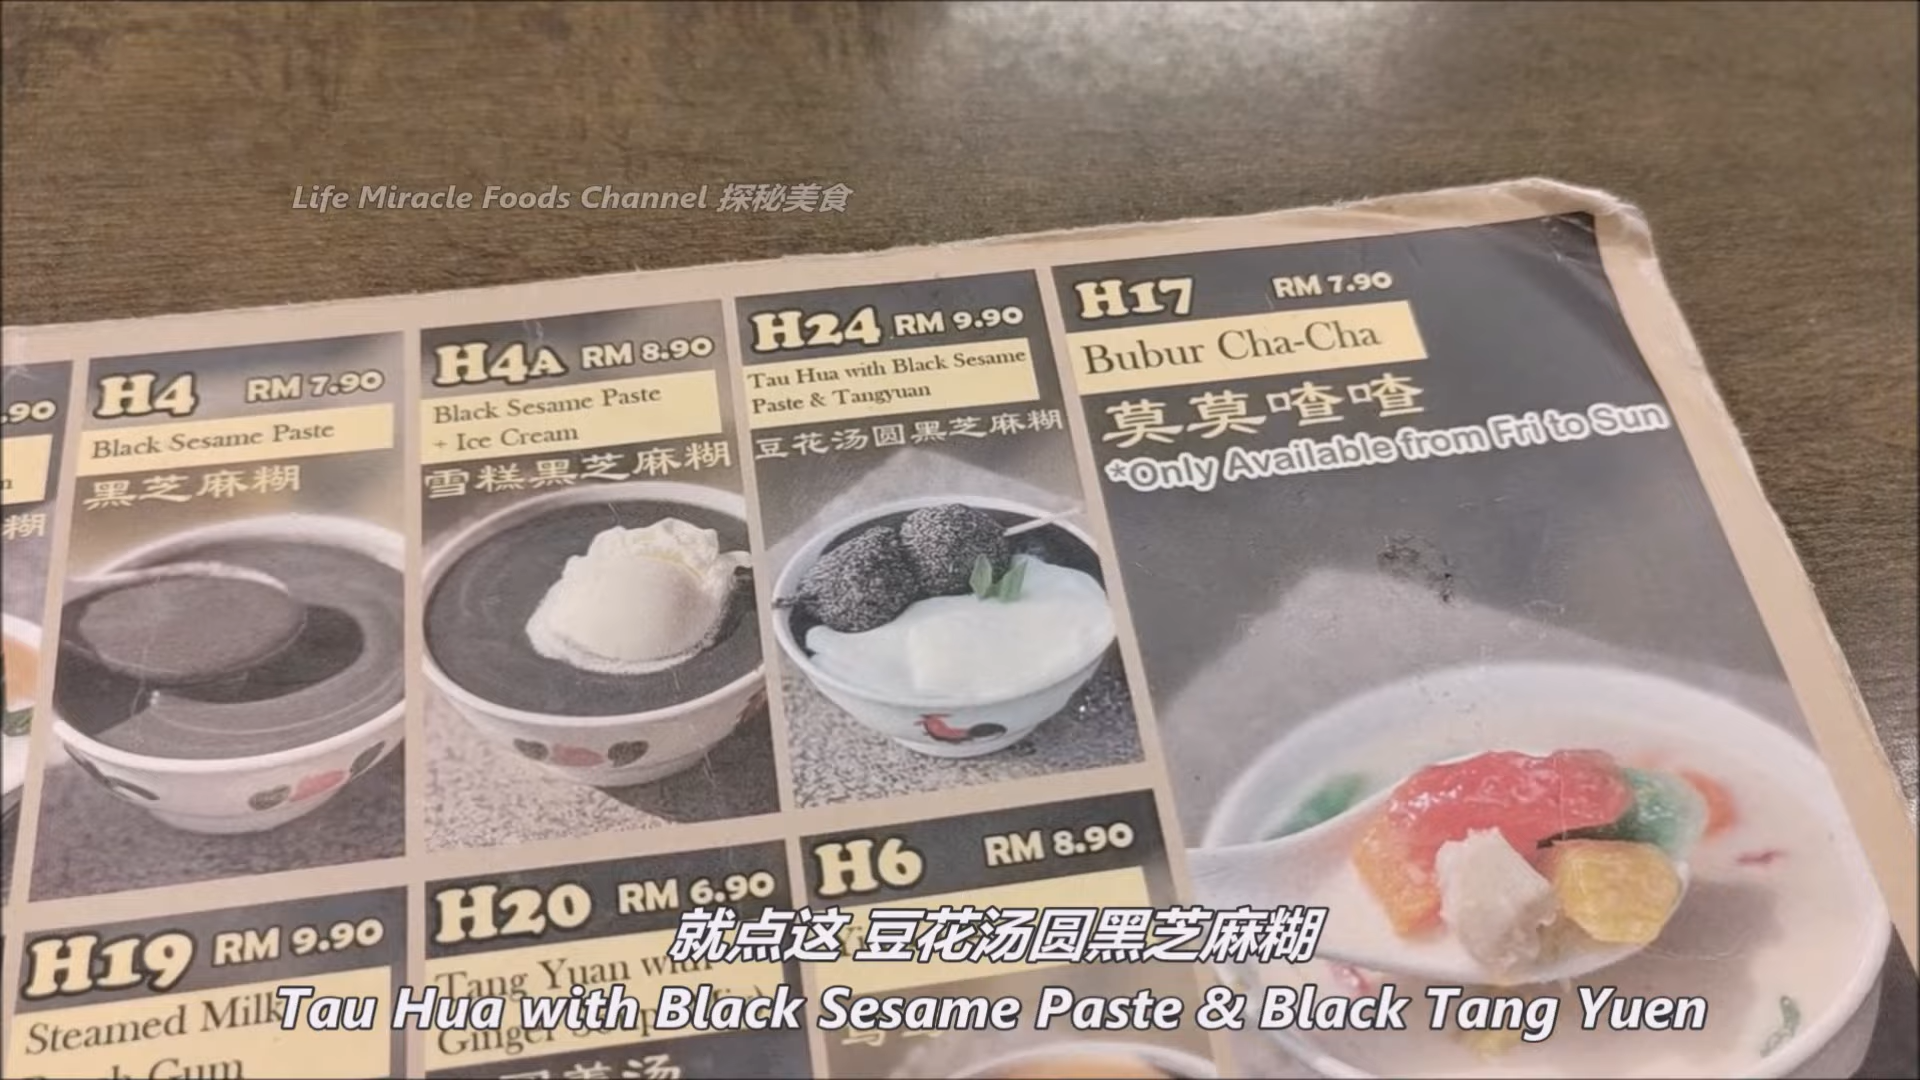 Life Miracle Foods Channel 探秘美食
.90
糊
H4 RM 7.90
Black Sesame Paste
黑芝麻糊
H4A RM 8.90
Black Sesame Paste
+ Ice Cream
雪糕黑芝麻糊
H24 RM 9.90
Tau Hua with Black Sesame
Paste & Tangyuan
豆花汤圆黑芝麻糊
H17 RM 7.90
Bubur Cha-Cha
莫莫喳喳
*Only Available from Fri to Sun
H19 RM 9.90
Steamed Milk
Gum
H20 RM 6.90
Tang Yuan with
Ginger
H6 RM 8.90
就点这 豆花汤圆黑芝麻糊
Tau Hua with Black Sesame Paste & Black Tang Yuen